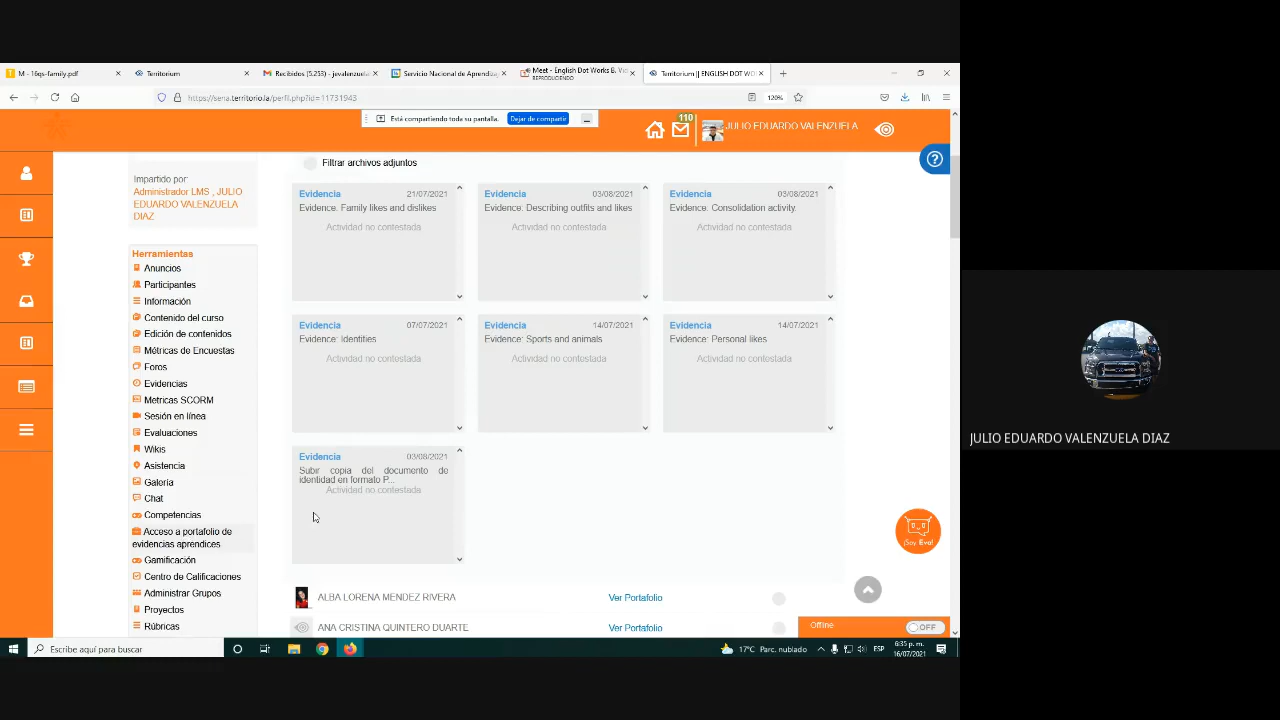 M - 16qs-family.pdf
Territorium
Recibidos (5.253) - jevalenzuela
Servicio Nacional de Aprendizaj
Meet - English Dot Works B. Vi
REPRODUCIENDO
Territorium || ENGLISH DOT WO
https://sena.territorio.la/perfil.php?id=11731943
120%
Está compartiendo toda su pantalla.
Dejar de compartir
110
JULIO EDUARDO VALENZUELA
Impartido por:
Administrador LMS , JULIO
EDUARDO VALENZUELA
DIAZ
Herramientas
Anuncios
Participantes
Información
Contenido del curso
Edición de contenidos
Métricas de Encuestas
Foros
Evidencias
Metricas SCORM
Sesión en línea
Evaluaciones
Wikis
Asistencia
Galería
Chat
Competencias
Acceso a portafolio de
evidencias aprendices
Gamificación
Centro de Calificaciones
Administrar Grupos
Proyectos
Rúbricas
Filtrar archivos adjuntos
Evidencia 21/07/2021
Evidence: Family likes and dislikes
Actividad no contestada
Evidencia 03/08/2021
Evidence: Describing outfits and likes
Actividad no contestada
Evidencia 03/08/2021
Evidence: Consolidation activity.
Actividad no contestada
Evidencia 07/07/2021
Evidence: Identities
Actividad no contestada
Evidencia 14/07/2021
Evidence: Sports and animals
Actividad no contestada
Evidencia 14/07/2021
Evidence: Personal likes
Actividad no contestada
Evidencia 03/08/2021
Subir copia del documento de
identidad en formato P...
Actividad no contestada
ALBA LORENA MENDEZ RIVERA Ver Portafolio
ANA CRISTINA QUINTERO DUARTE Ver Portafolio
¡Soy Eva!
Offline
OFF
JULIO EDUARDO VALENZUELA DIAZ
Escribe aquí para buscar
17°C Parc. nublado
ESP
6:35 p. m.
16/07/2021